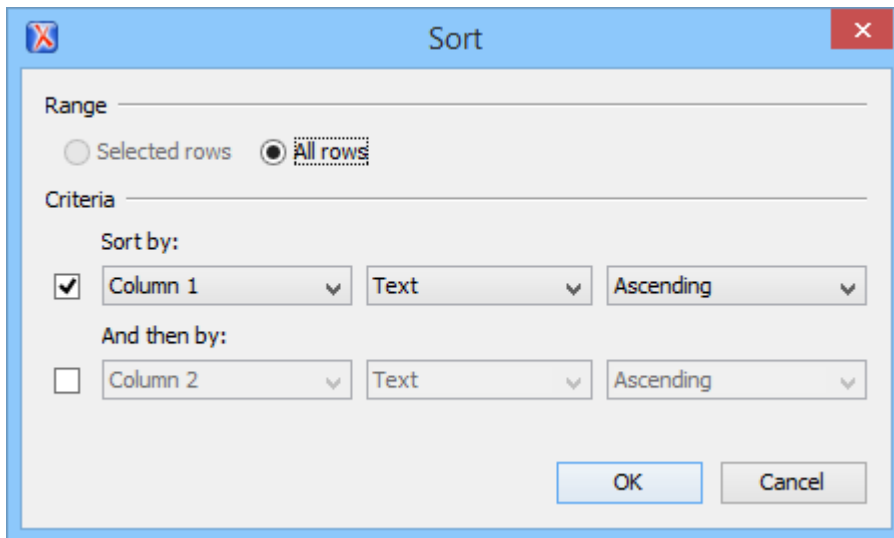 Sort
Range
Selected rows All rows
Criteria
Sort by:
Column 1 Text Ascending
And then by:
Column 2 Text Ascending
OK Cancel